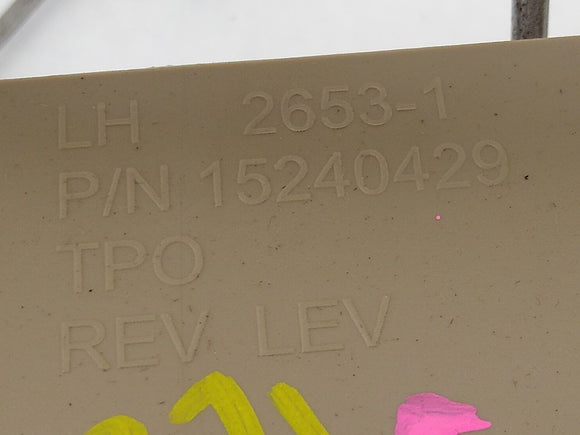 LH 2653-1
P/N 15240429
TPO
REV LEV